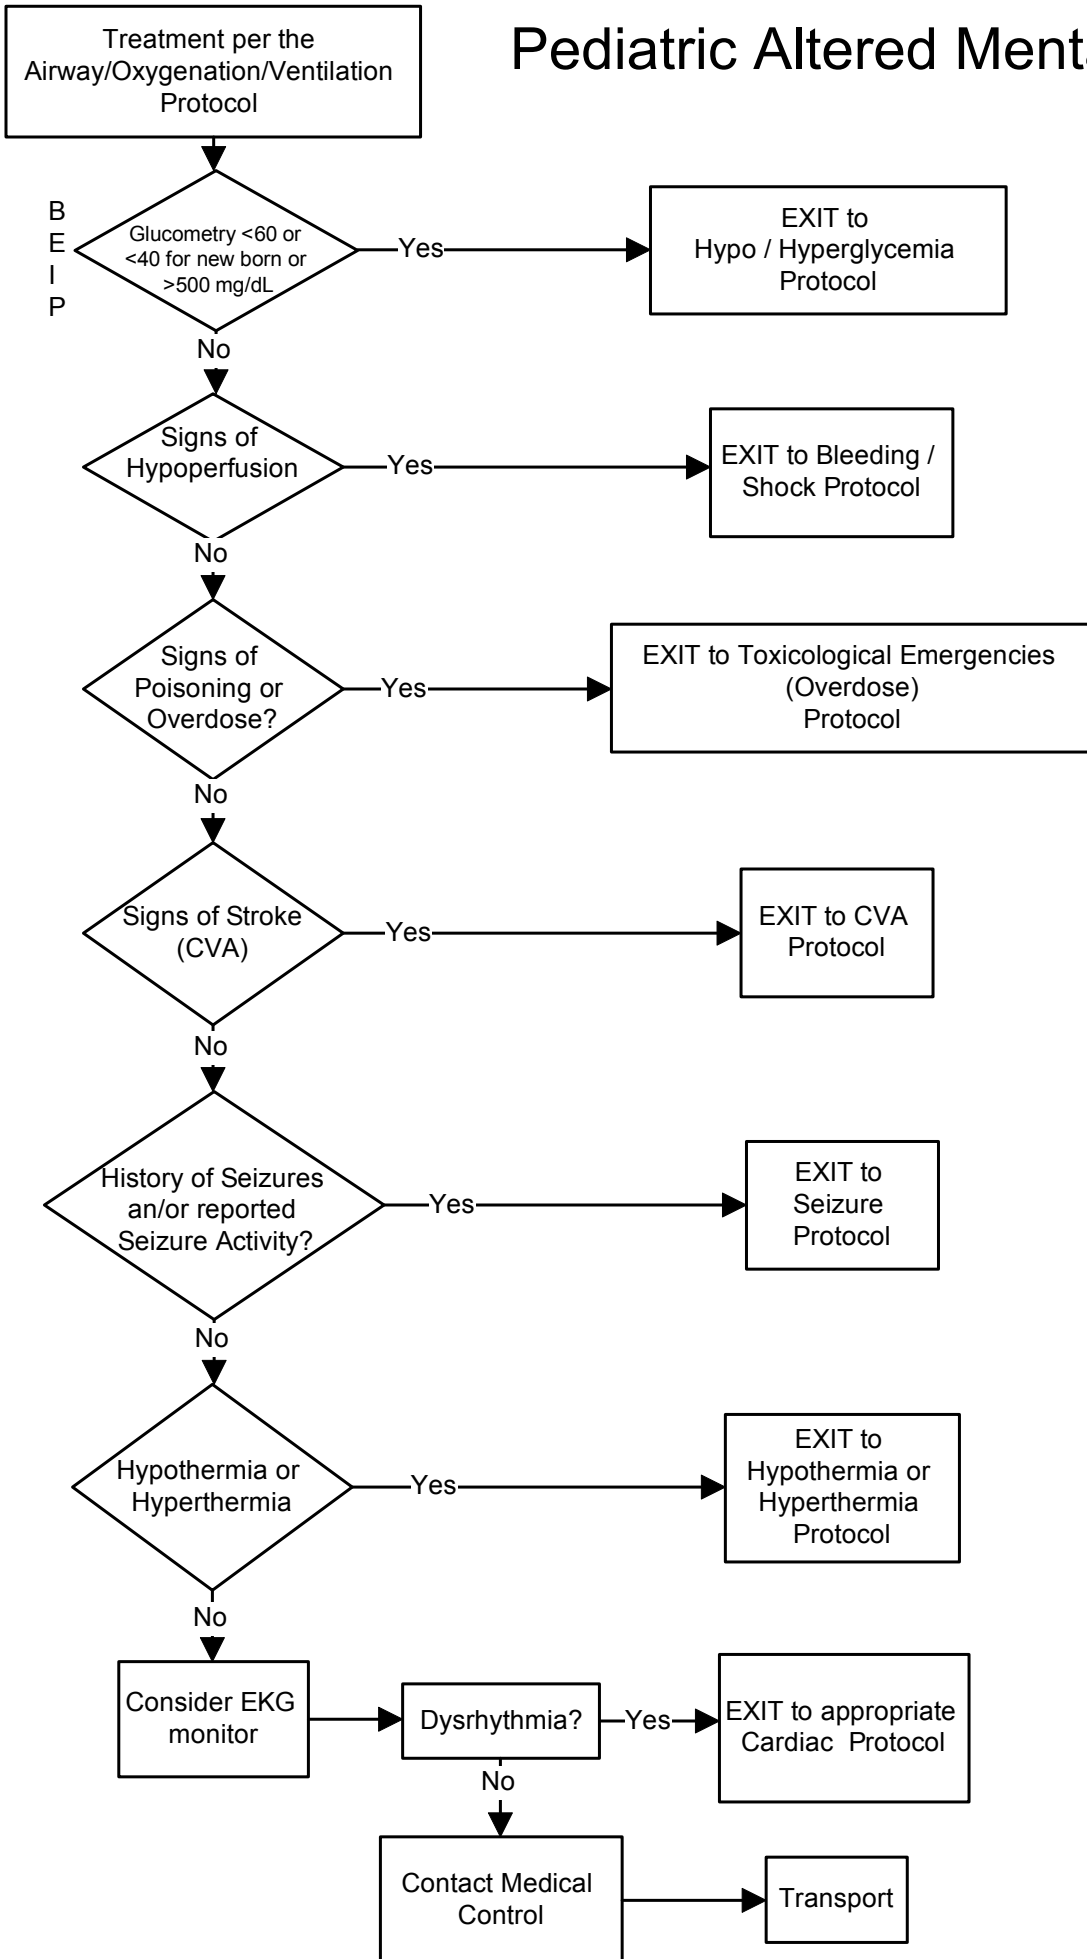 Treatment per the
Airway/Oxygenation/Ventilation
Protocol
Pediatric Altered Menta
B
E
I
P
Glucometry <60 or
<40 for new born or
>500 mg/dL
Yes
EXIT to
Hypo / Hyperglycemia
Protocol
No
Signs of
Hypoperfusion
Yes
EXIT to Bleeding /
Shock Protocol
No
Signs of
Poisoning or
Overdose?
Yes
EXIT to Toxicological Emergencies
(Overdose)
Protocol
No
Signs of Stroke
(CVA)
Yes
EXIT to CVA
Protocol
No
History of Seizures
an/or reported
Seizure Activity?
Yes
EXIT to
Seizure
Protocol
No
Hypothermia or
Hyperthermia
Yes
EXIT to
Hypothermia or
Hyperthermia
Protocol
No
Consider EKG
monitor
Dysrhythmia?
Yes
EXIT to appropriate
Cardiac Protocol
No
Contact Medical
Control
Transport